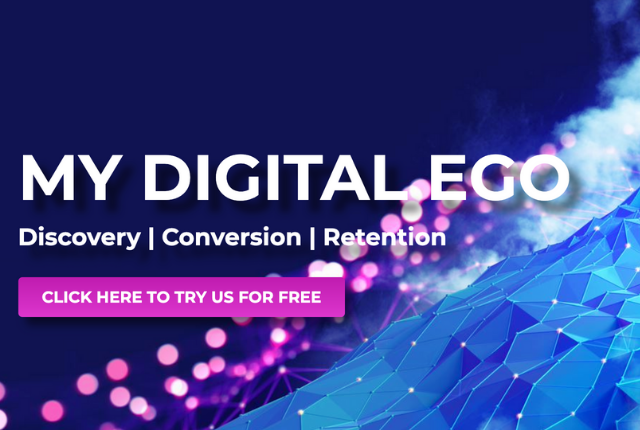 MY DIGITAL EGO
Discovery | Conversion | Retention
CLICK HERE TO TRY US FOR FREE